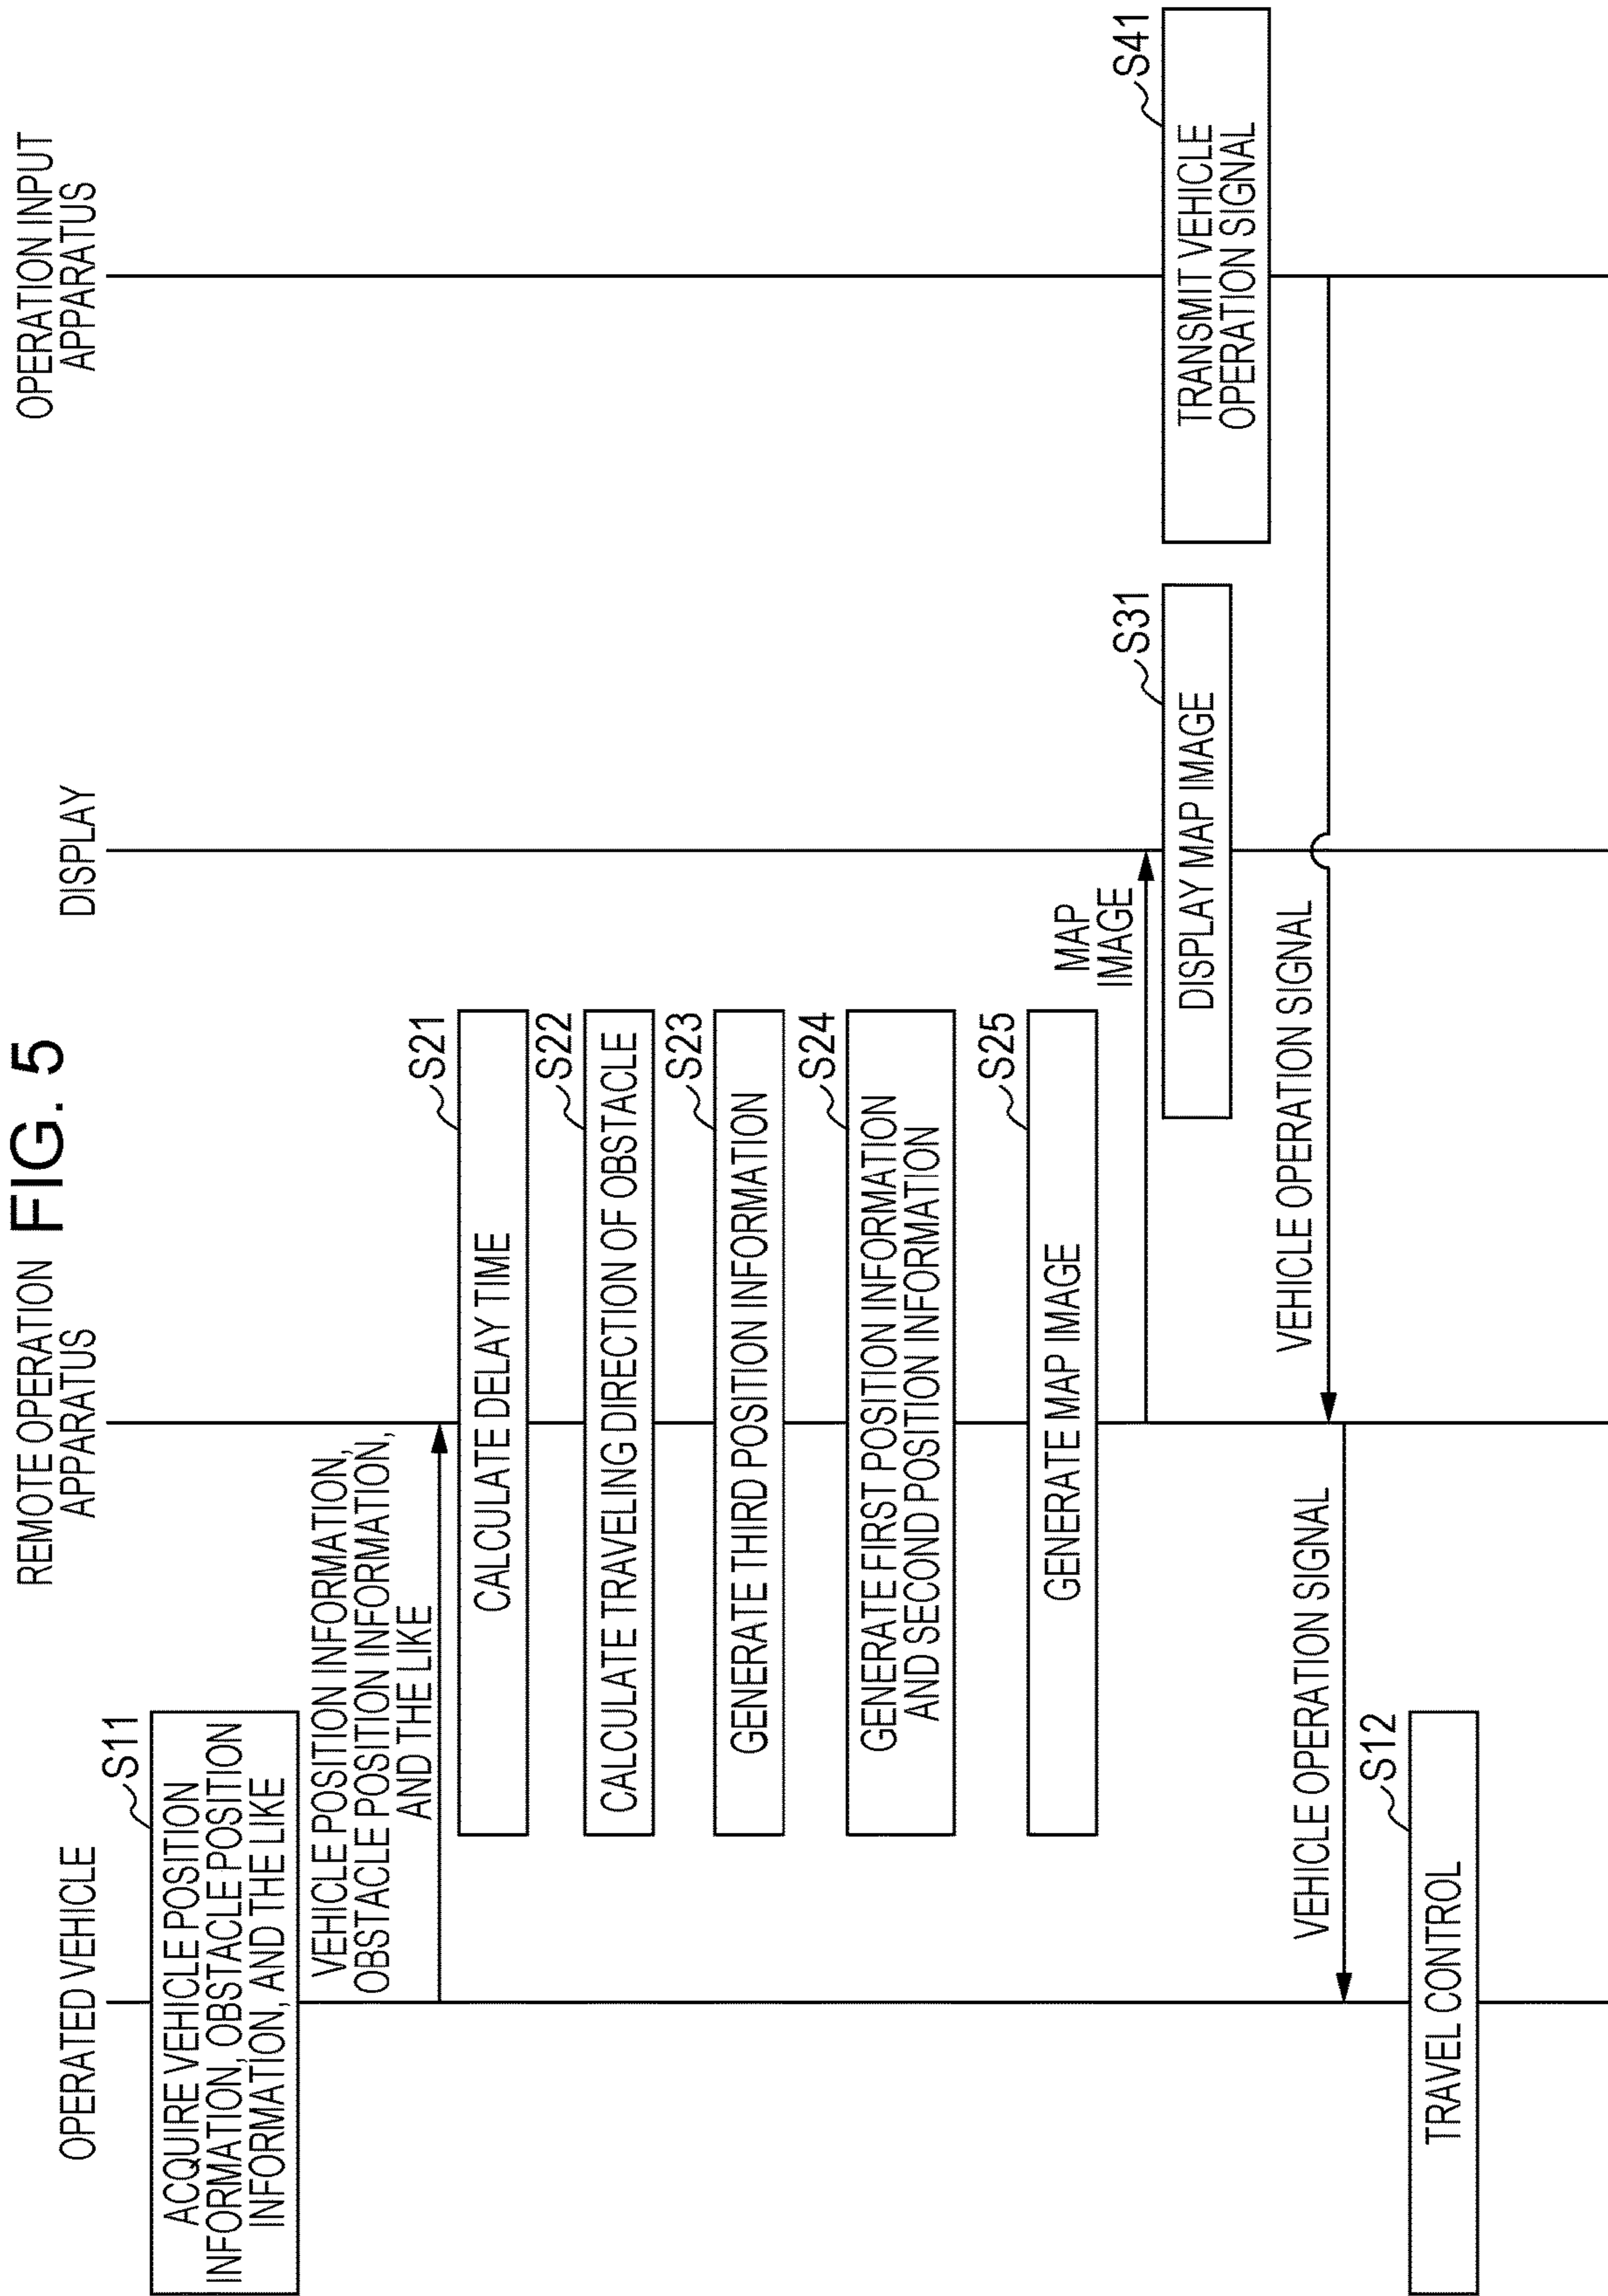 FIG. 5
OPERATED VEHICLE
REMOTE OPERATION
APPARATUS
DISPLAY
OPERATION INPUT
APPARATUS
S11
ACQUIRE VEHICLE POSITION
INFORMATION, OBSTACLE POSITION
INFORMATION, AND THE LIKE
VEHICLE POSITION INFORMATION,
OBSTACLE POSITION INFORMATION,
AND THE LIKE
S21
CALCULATE DELAY TIME
S22
CALCULATE TRAVELING DIRECTION OF OBSTACLE
S23
GENERATE THIRD POSITION INFORMATION
S24
GENERATE FIRST POSITION INFORMATION
AND SECOND POSITION INFORMATION
S25
GENERATE MAP IMAGE
MAP
IMAGE
S31
DISPLAY MAP IMAGE
S41
TRANSMIT VEHICLE
OPERATION SIGNAL
VEHICLE OPERATION SIGNAL
VEHICLE OPERATION SIGNAL
S12
TRAVEL CONTROL